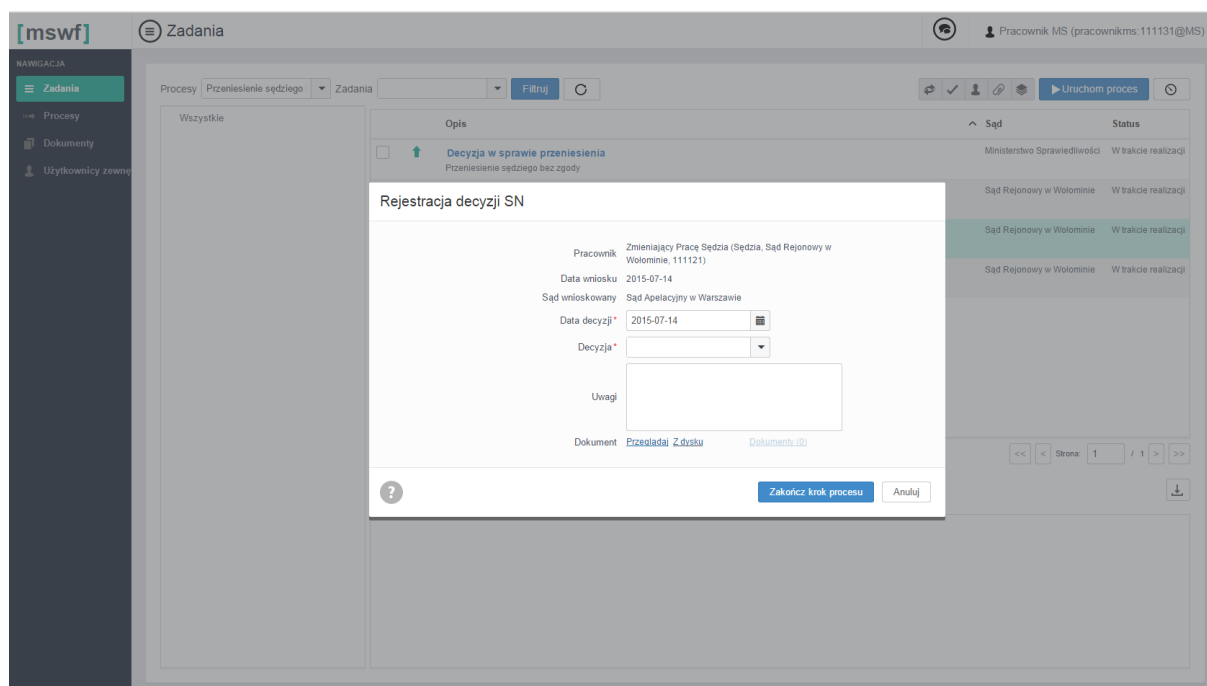 [mswf]
Zadania
Pracownik MS (pracownikms:111131@MS)
NAWIGACJA
Zadania
Procesy
Dokumenty
Użytkownicy zewnę
Procesy Przeniesienie sędziego Zadania Filtruj Uruchom proces
Wszystkie
Opis Sąd Status
Decyzja w sprawie przeniesienia Ministerstwo Sprawiedliwości W trakcie realizacji
Przeniesienie sędziego bez zgody
Sąd Rejonowy w Wołominie W trakcie realizacji
Sąd Rejonowy w Wołominie W trakcie realizacji
Sąd Rejonowy w Wołominie W trakcie realizacji
Rejestracja decyzji SN
Pracownik Zmieniający Pracę Sędzia (Sędzia, Sąd Rejonowy w
Wołominie, 111121)
Data wniosku 2015-07-14
Sąd wnioskowany Sąd Apelacyjny w Warszawie
Data decyzji* 2015-07-14
Decyzja*
Uwagi
Dokument Przeglądaj Z dysku Dokumenty (0)
<< < Strona: 1 / 1 > >>
? Zakończ krok procesu Anuluj